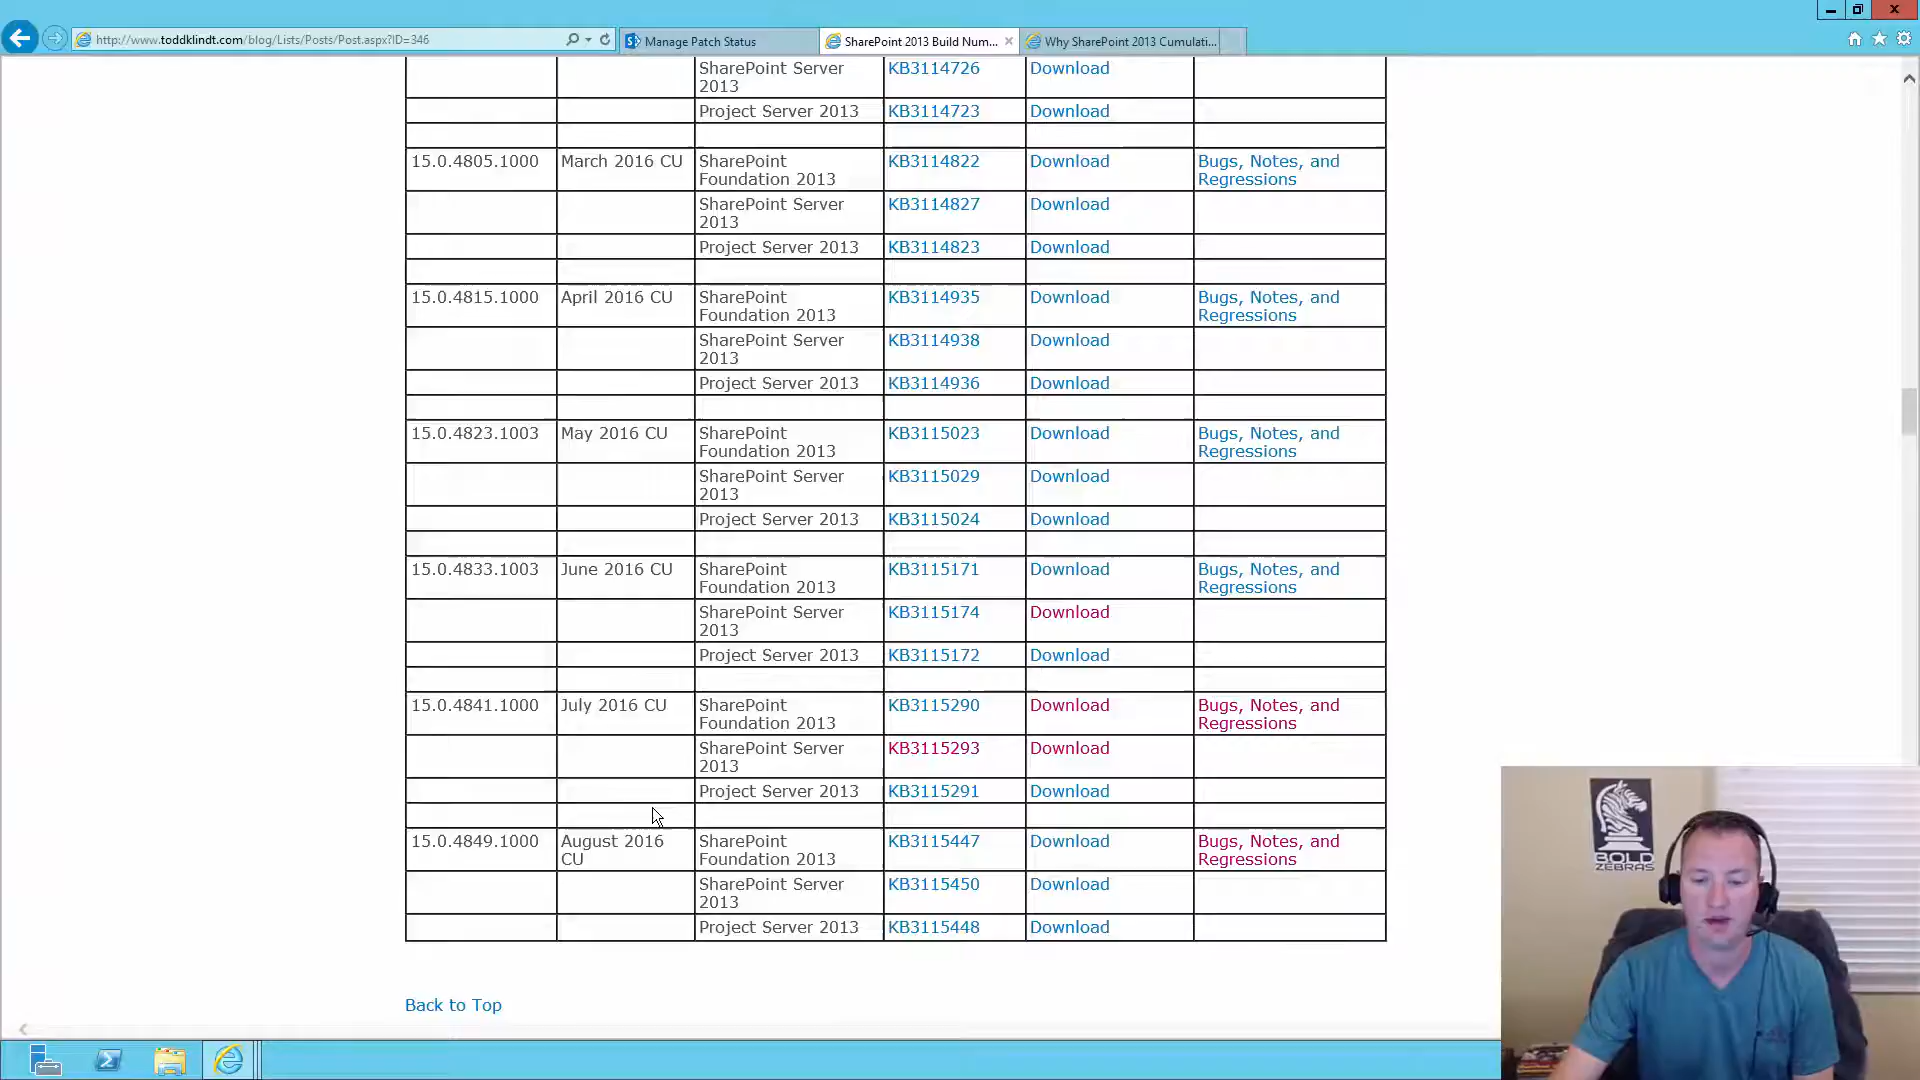 http://www.toddklindt.com/blog/Lists/Posts/Post.aspx?ID=346
Manage Patch Status
SharePoint 2013 Build Num...
Why SharePoint 2013 Cumulati...
SharePoint Server
2013
KB3114726
Download
Project Server 2013
KB3114723
Download
15.0.4805.1000
March 2016 CU
SharePoint
Foundation 2013
KB3114822
Download
Bugs, Notes, and
Regressions
SharePoint Server
2013
KB3114827
Download
Project Server 2013
KB3114823
Download
15.0.4815.1000
April 2016 CU
SharePoint
Foundation 2013
KB3114935
Download
Bugs, Notes, and
Regressions
SharePoint Server
2013
KB3114938
Download
Project Server 2013
KB3114936
Download
15.0.4823.1003
May 2016 CU
SharePoint
Foundation 2013
KB3115023
Download
Bugs, Notes, and
Regressions
SharePoint Server
2013
KB3115029
Download
Project Server 2013
KB3115024
Download
15.0.4833.1003
June 2016 CU
SharePoint
Foundation 2013
KB3115171
Download
Bugs, Notes, and
Regressions
SharePoint Server
2013
KB3115174
Download
Project Server 2013
KB3115172
Download
15.0.4841.1000
July 2016 CU
SharePoint
Foundation 2013
KB3115290
Download
Bugs, Notes, and
Regressions
SharePoint Server
2013
KB3115293
Download
Project Server 2013
KB3115291
Download
15.0.4849.1000
August 2016
CU
SharePoint
Foundation 2013
KB3115447
Download
Bugs, Notes, and
Regressions
SharePoint Server
2013
KB3115450
Download
Project Server 2013
KB3115448
Download
Back to Top
BOLD
ZEBRAS